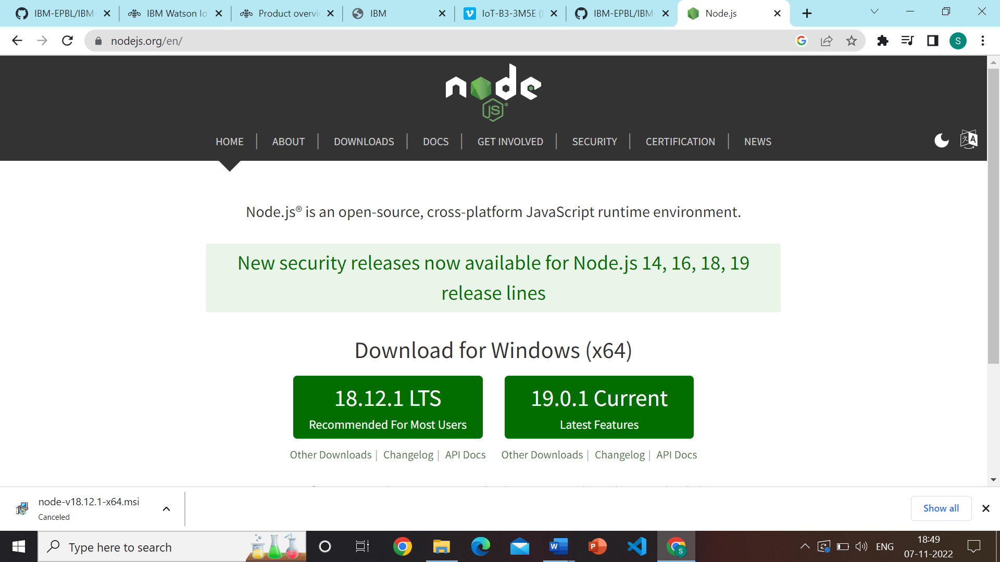 IBM-EPBL/IBM-
IBM Watson Io
Product overvie
IBM
IoT-B3-3M5E (
IBM-EPBL/IBM-
Node.js
nodejs.org/en/
S
node
JS
HOME
ABOUT
DOWNLOADS
DOCS
GET INVOLVED
SECURITY
CERTIFICATION
NEWS
Node.js® is an open-source, cross-platform JavaScript runtime environment.
New security releases now available for Node.js 14, 16, 18, 19
release lines
Download for Windows (x64)
18.12.1 LTS
Recommended For Most Users
19.0.1 Current
Latest Features
Other Downloads | Changelog | API Docs
Other Downloads | Changelog | API Docs
node-v18.12.1-x64.msi
Canceled
Show all
Type here to search
ENG
18:49
07-11-2022